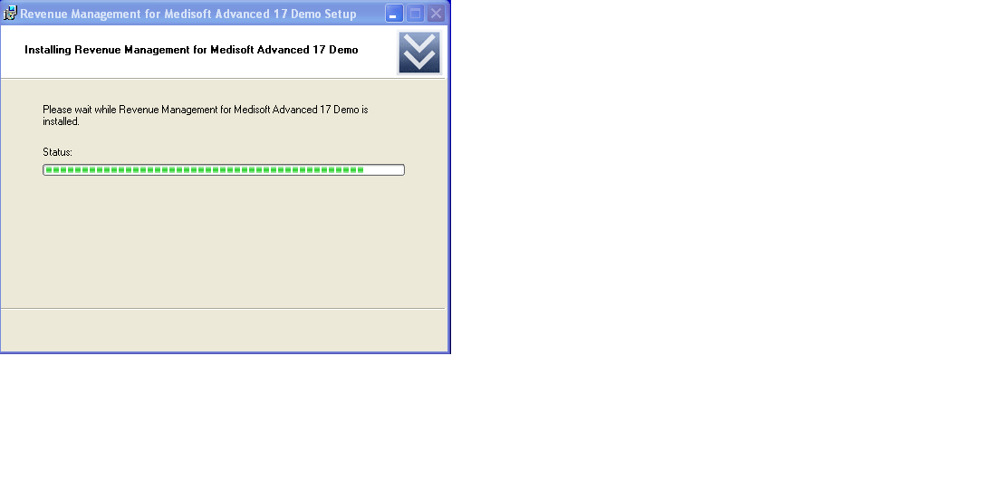 Revenue Management for Medisoft Advanced 17 Demo Setup
Installing Revenue Management for Medisoft Advanced 17 Demo
Please wait while Revenue Management for Medisoft Advanced 17 Demo is
installed.
Status: